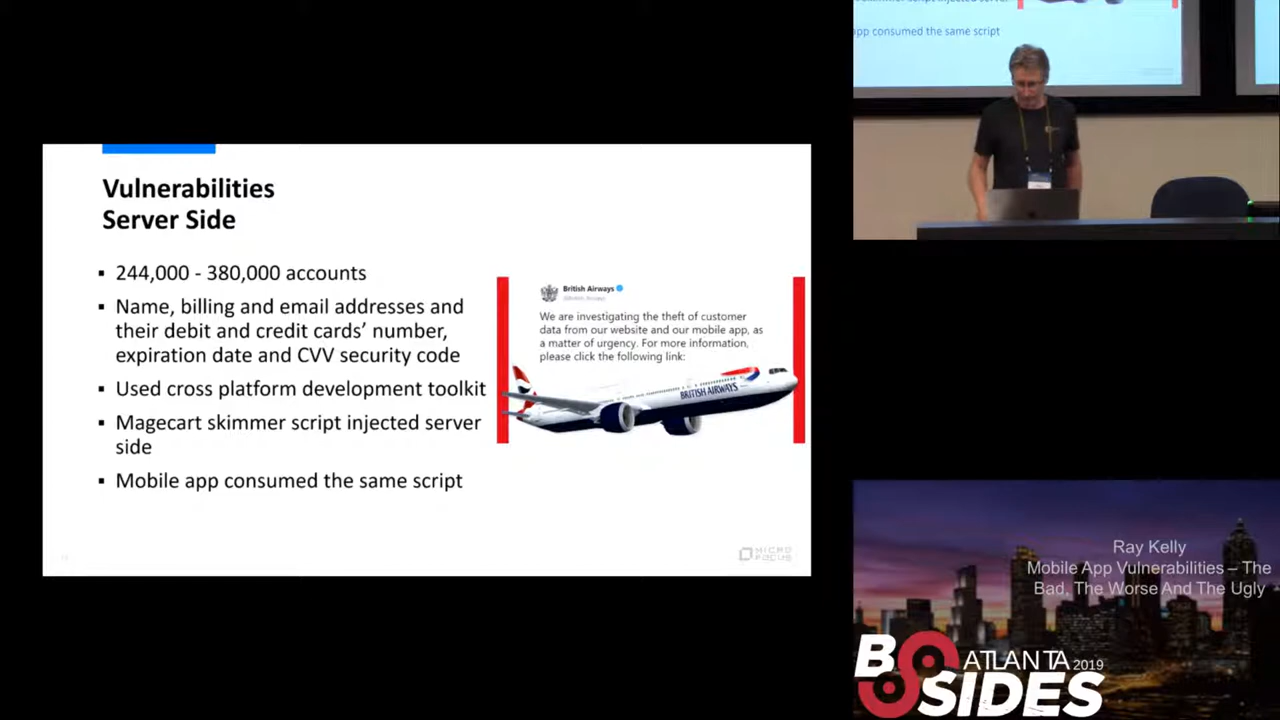 Vulnerabilities
Server Side
▪ 244,000 - 380,000 accounts
▪ Name, billing and email addresses and
their debit and credit cards’ number,
expiration date and CVV security code
▪ Used cross platform development toolkit
▪ Magecart skimmer script injected server
side
▪ Mobile app consumed the same script
British Airways
We are investigating the theft of customer
data from our website and our mobile app, as
a matter of urgency. For more information,
please click the following link:
BRITISH AIRWAYS
MICRO
FOCUS
app consumed the same script
Ray Kelly
Mobile App Vulnerabilities – The
Bad, The Worse And The Ugly
BSIDES
ATLANTA 2019